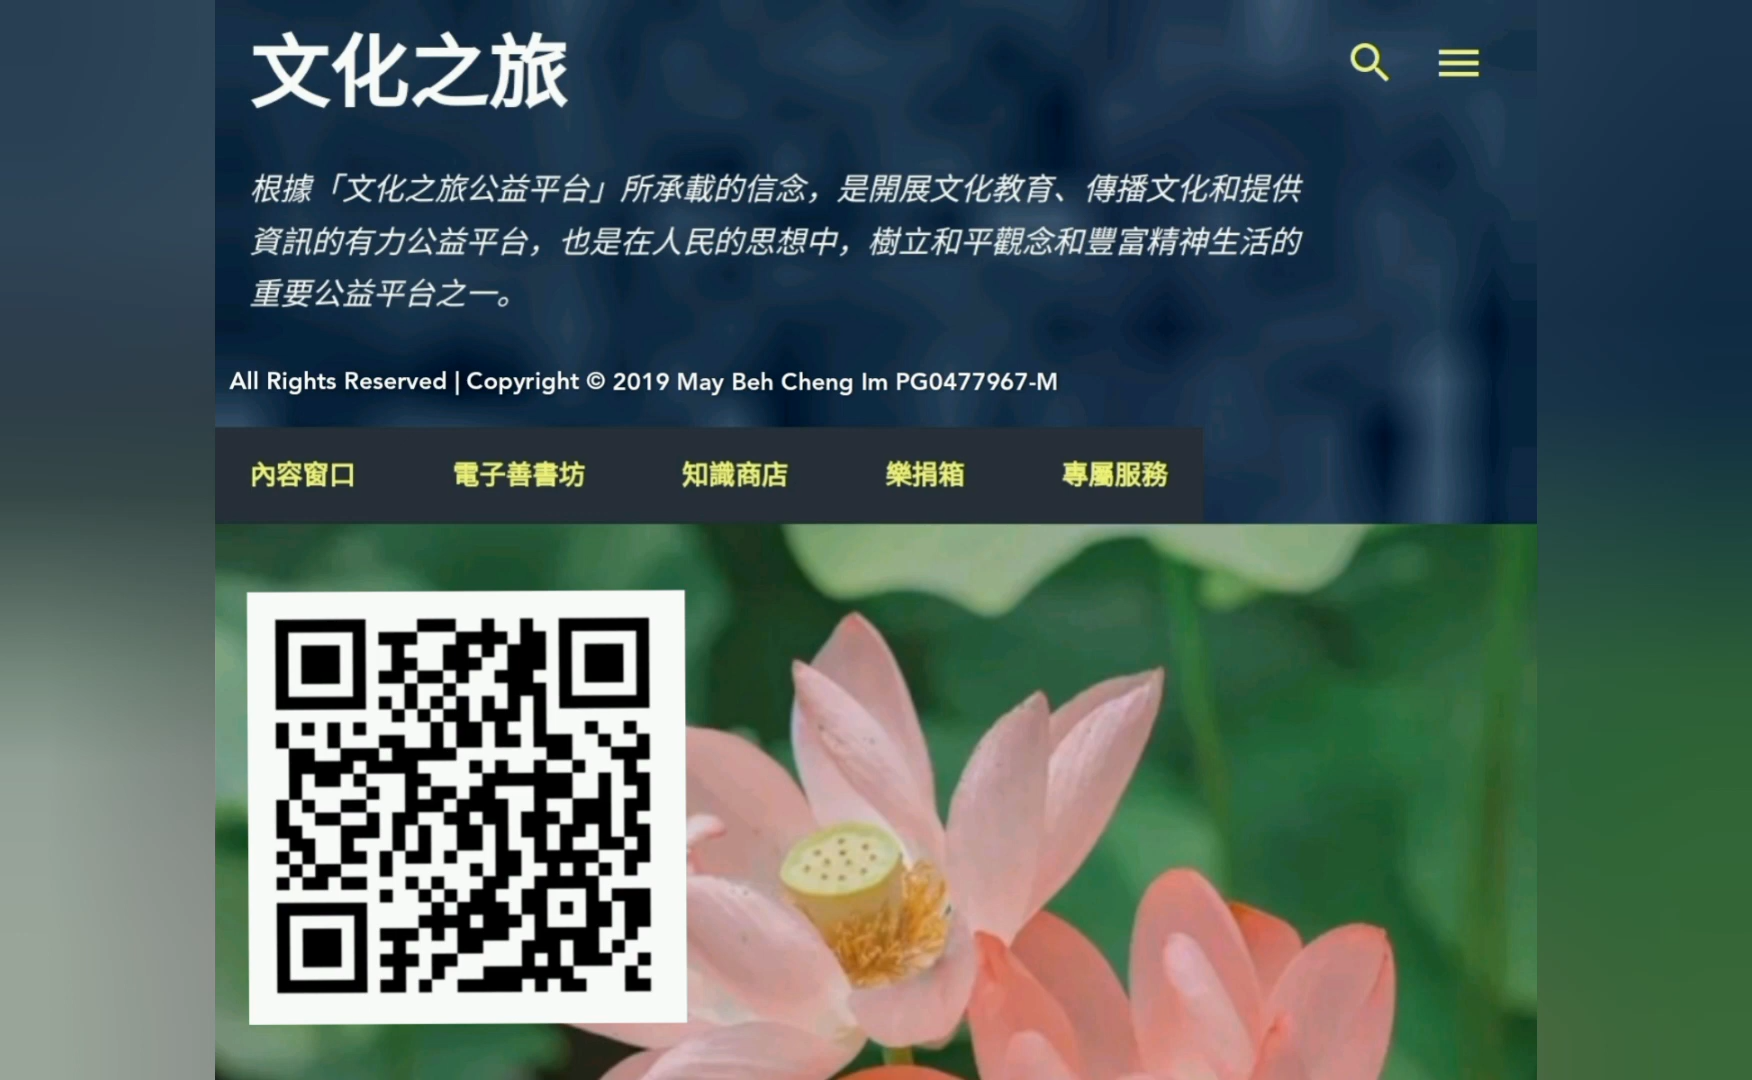 文化之旅
根據「文化之旅公益平台」所承載的信念，是開展文化教育、傳播文化和提供
資訊的有力公益平台，也是在人民的思想中，樹立和平觀念和豐富精神生活的
重要公益平台之一。
All Rights Reserved | Copyright © 2019 May Beh Cheng Im PG0477967-M
內容窗口 電子善書坊 知識商店 樂捐箱 專屬服務